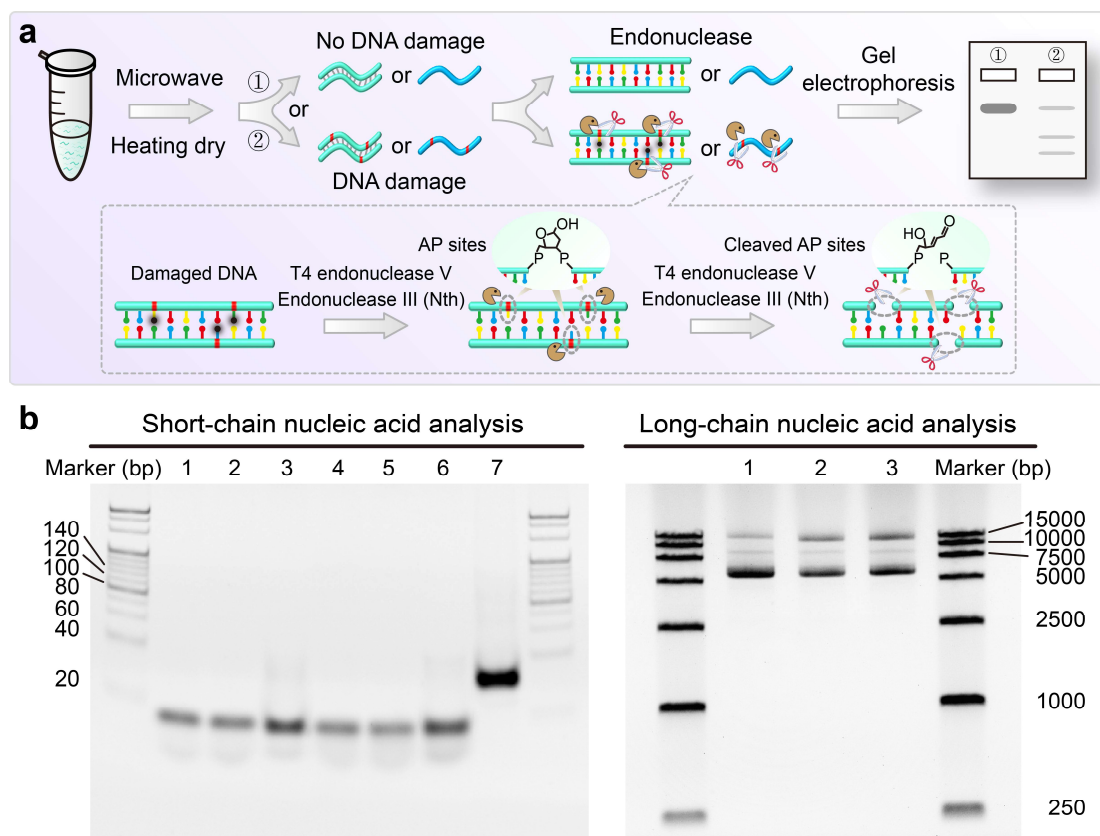 a
Microwave
Heating dry
①
or
②
No DNA damage
or
or
DNA damage
Endonuclease
or
or
Gel
electrophoresis
① ②
Damaged DNA
T4 endonuclease V
Endonuclease III (Nth)
AP sites
O OH
P P
T4 endonuclease V
Endonuclease III (Nth)
Cleaved AP sites
HO O
P P
b
Short-chain nucleic acid analysis
Marker (bp) 1 2 3 4 5 6 7
140
120
100
80
60
40
20
Long-chain nucleic acid analysis
1 2 3 Marker (bp)
15000
10000
7500
5000
2500
1000
250